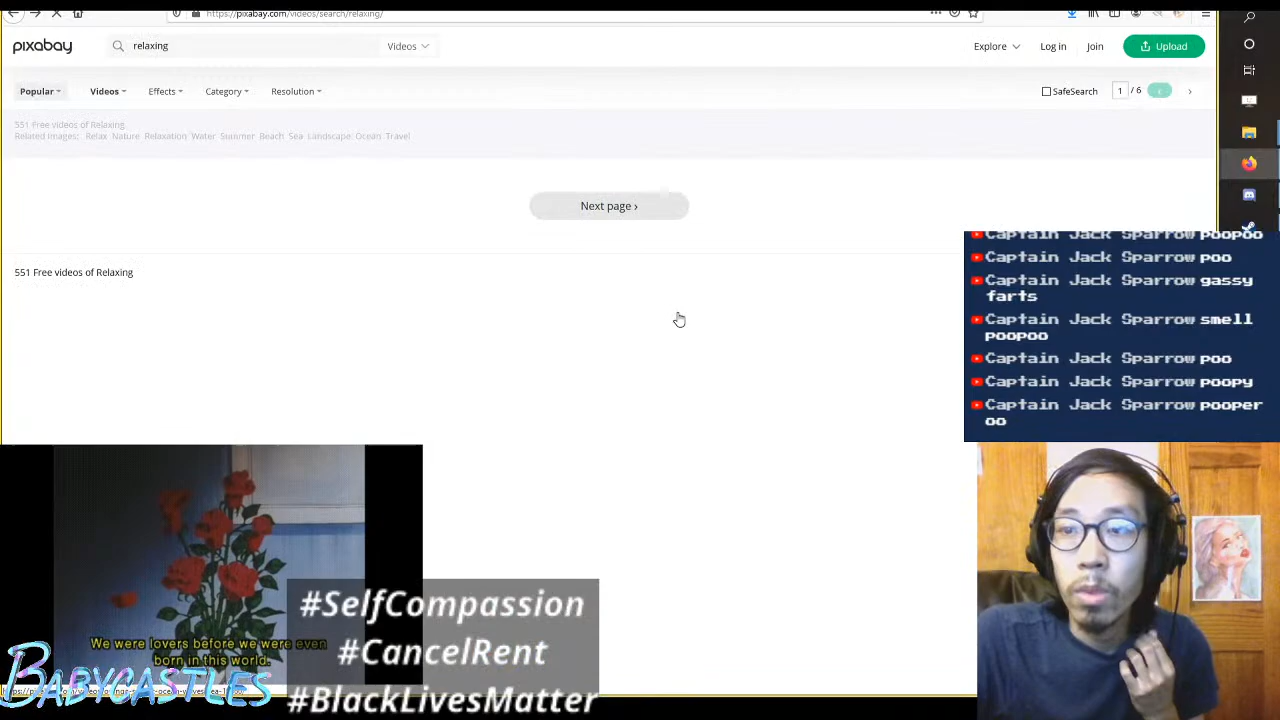 https://pixabay.com/videos/search/relaxing/
pixabay
relaxing
Videos
Explore
Log in
Join
Upload
Popular
Videos
Effects
Category
Resolution
SafeSearch
1 / 6
551 Free videos of Relaxing
Related Images: Relax Nature Relaxation Water Summer Beach Sea Landscape Ocean Travel
Next page ›
551 Free videos of Relaxing
Captain Jack Sparrow poopoo
Captain Jack Sparrow poo
Captain Jack Sparrow gassy
farts
Captain Jack Sparrow smell
poopoo
Captain Jack Sparrow poo
Captain Jack Sparrow poopy
Captain Jack Sparrow pooper
oo
We were lovers before we were even
born in this world.
BABYCASTLES
#SelfCompassion
#CancelRent
#BlackLivesMatter